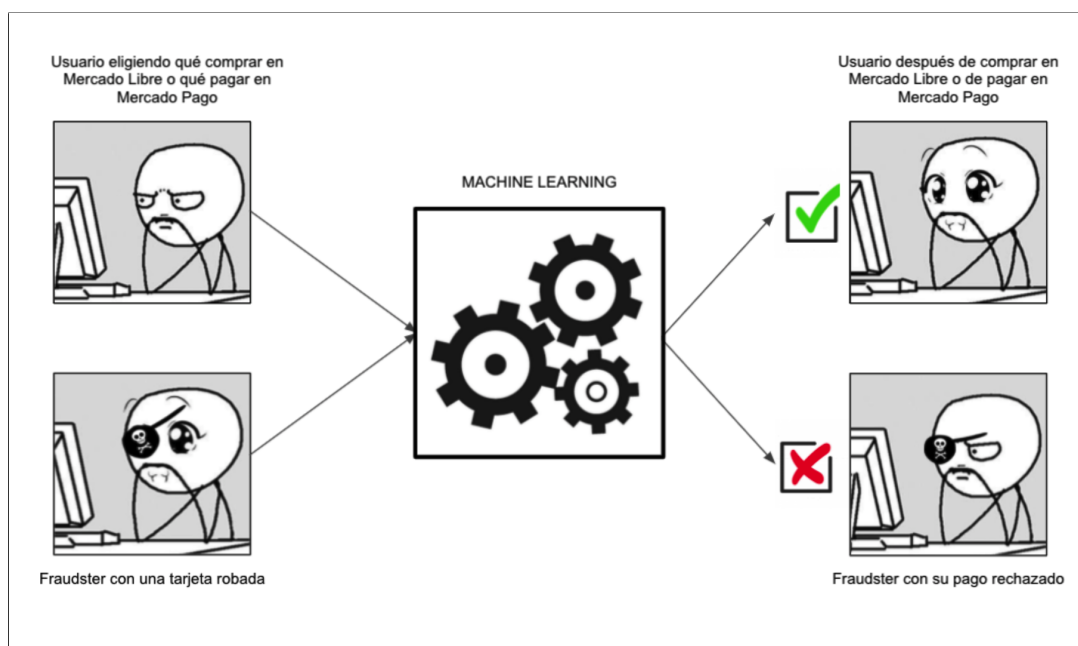 Usuario eligiendo qué comprar en
Mercado Libre o qué pagar en
Mercado Pago
Usuario después de comprar en
Mercado Libre o de pagar en
Mercado Pago
MACHINE LEARNING
Fraudster con una tarjeta robada
Fraudster con su pago rechazado